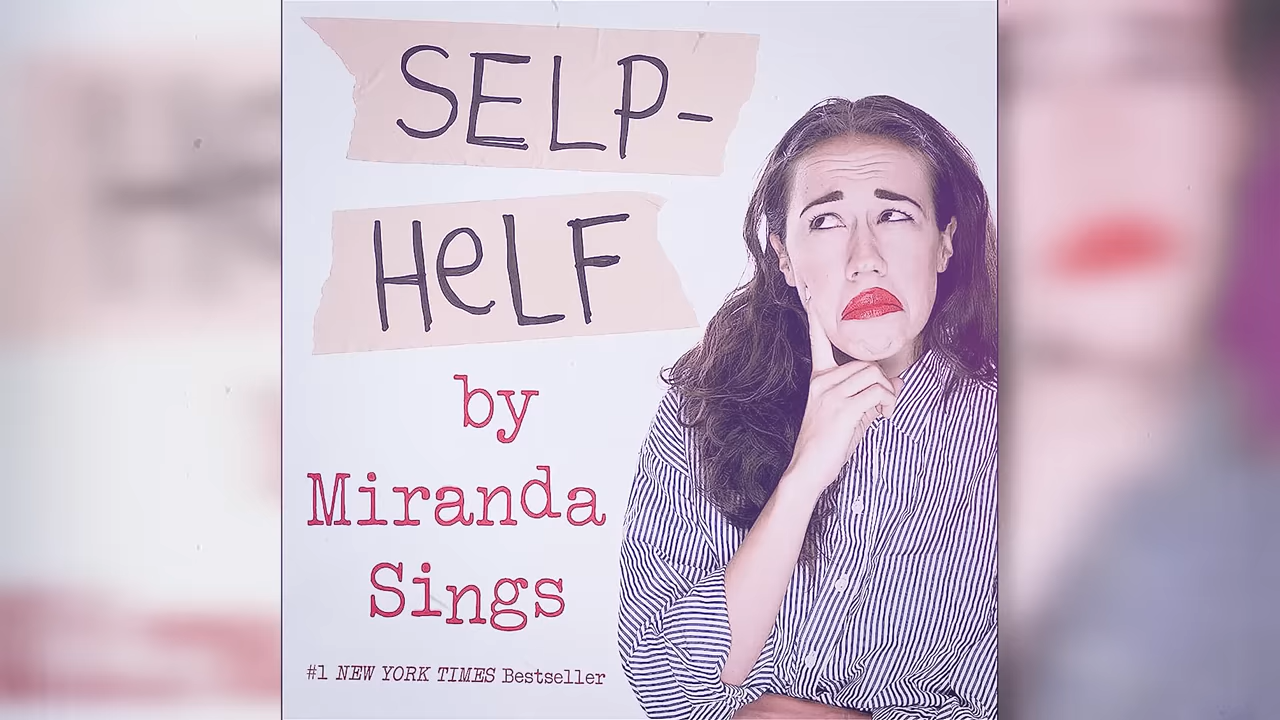 SELP-
HeLF
by
Miranda
Sings
#1 NEW YORK TIMES Bestseller